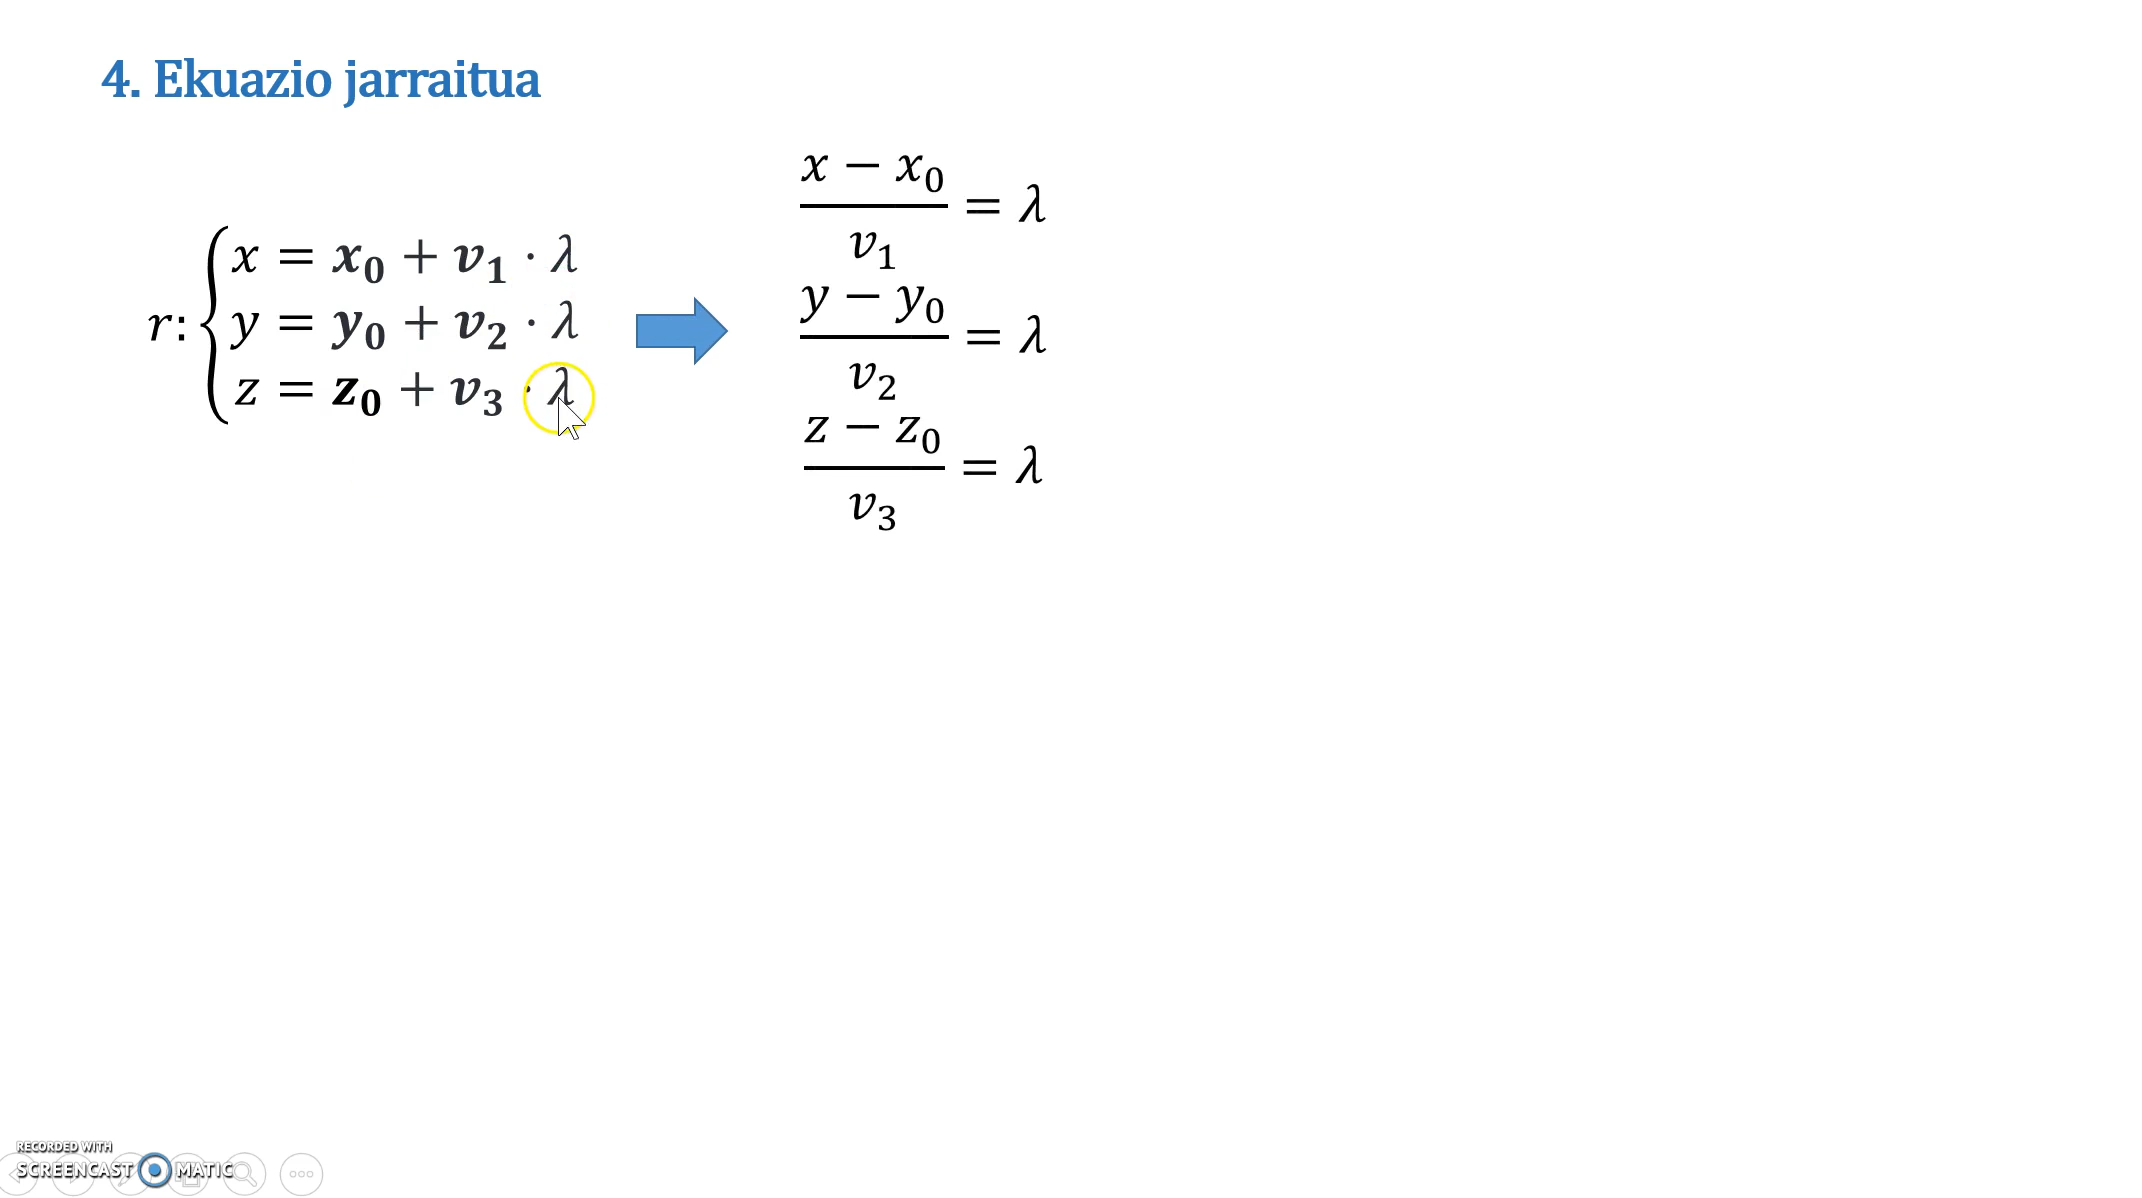 4. Ekuazio jarraitua
r: { x = x₀ + v₁ · λ
y = y₀ + v₂ · λ
z = z₀ + v₃ · λ
(x − x₀)/v₁ = λ
(y − y₀)/v₂ = λ
(z − z₀)/v₃ = λ
RECORDED WITH
SCREENCAST MATIC